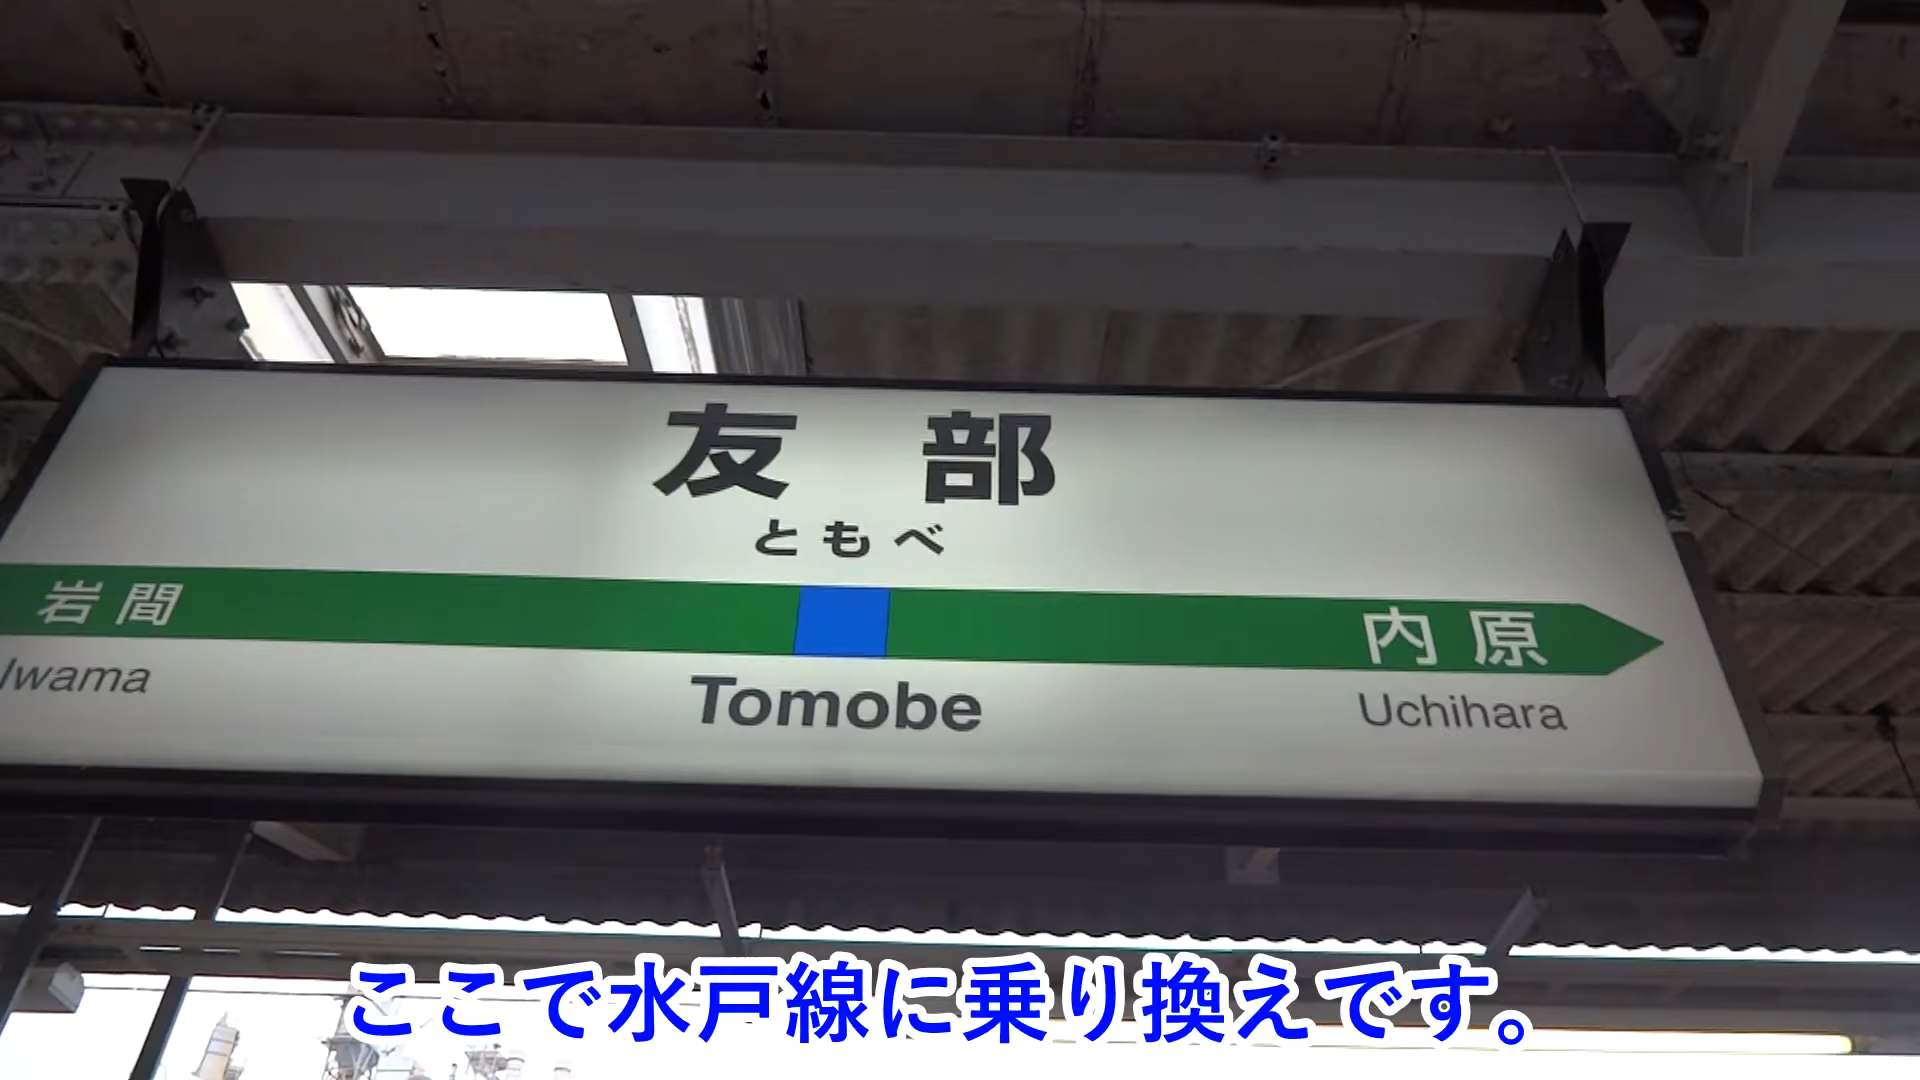 友部
ともべ
岩間
内原
Iwama
Tomobe
Uchihara
ここで水戸線に乗り換えです。